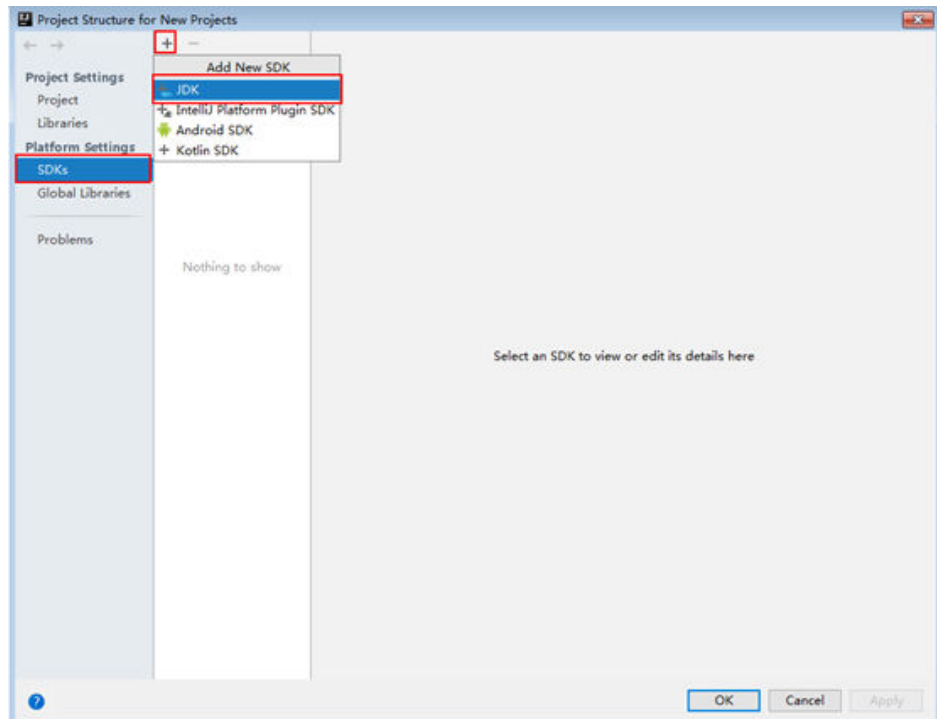 Project Structure for New Projects
Project Settings
Project
Libraries
Platform Settings
SDKs
Global Libraries
Problems
Add New SDK
JDK
IntelliJ Platform Plugin SDK
Android SDK
Kotlin SDK
Nothing to show
Select an SDK to view or edit its details here
OK
Cancel
Apply